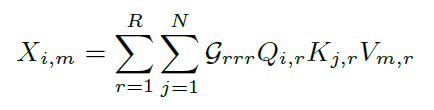 $X_{i,m} = \sum_{r=1}^{R} \sum_{j=1}^{N} \mathcal{G}_{rrr} Q_{i,r} K_{j,r} V_{m,r}$